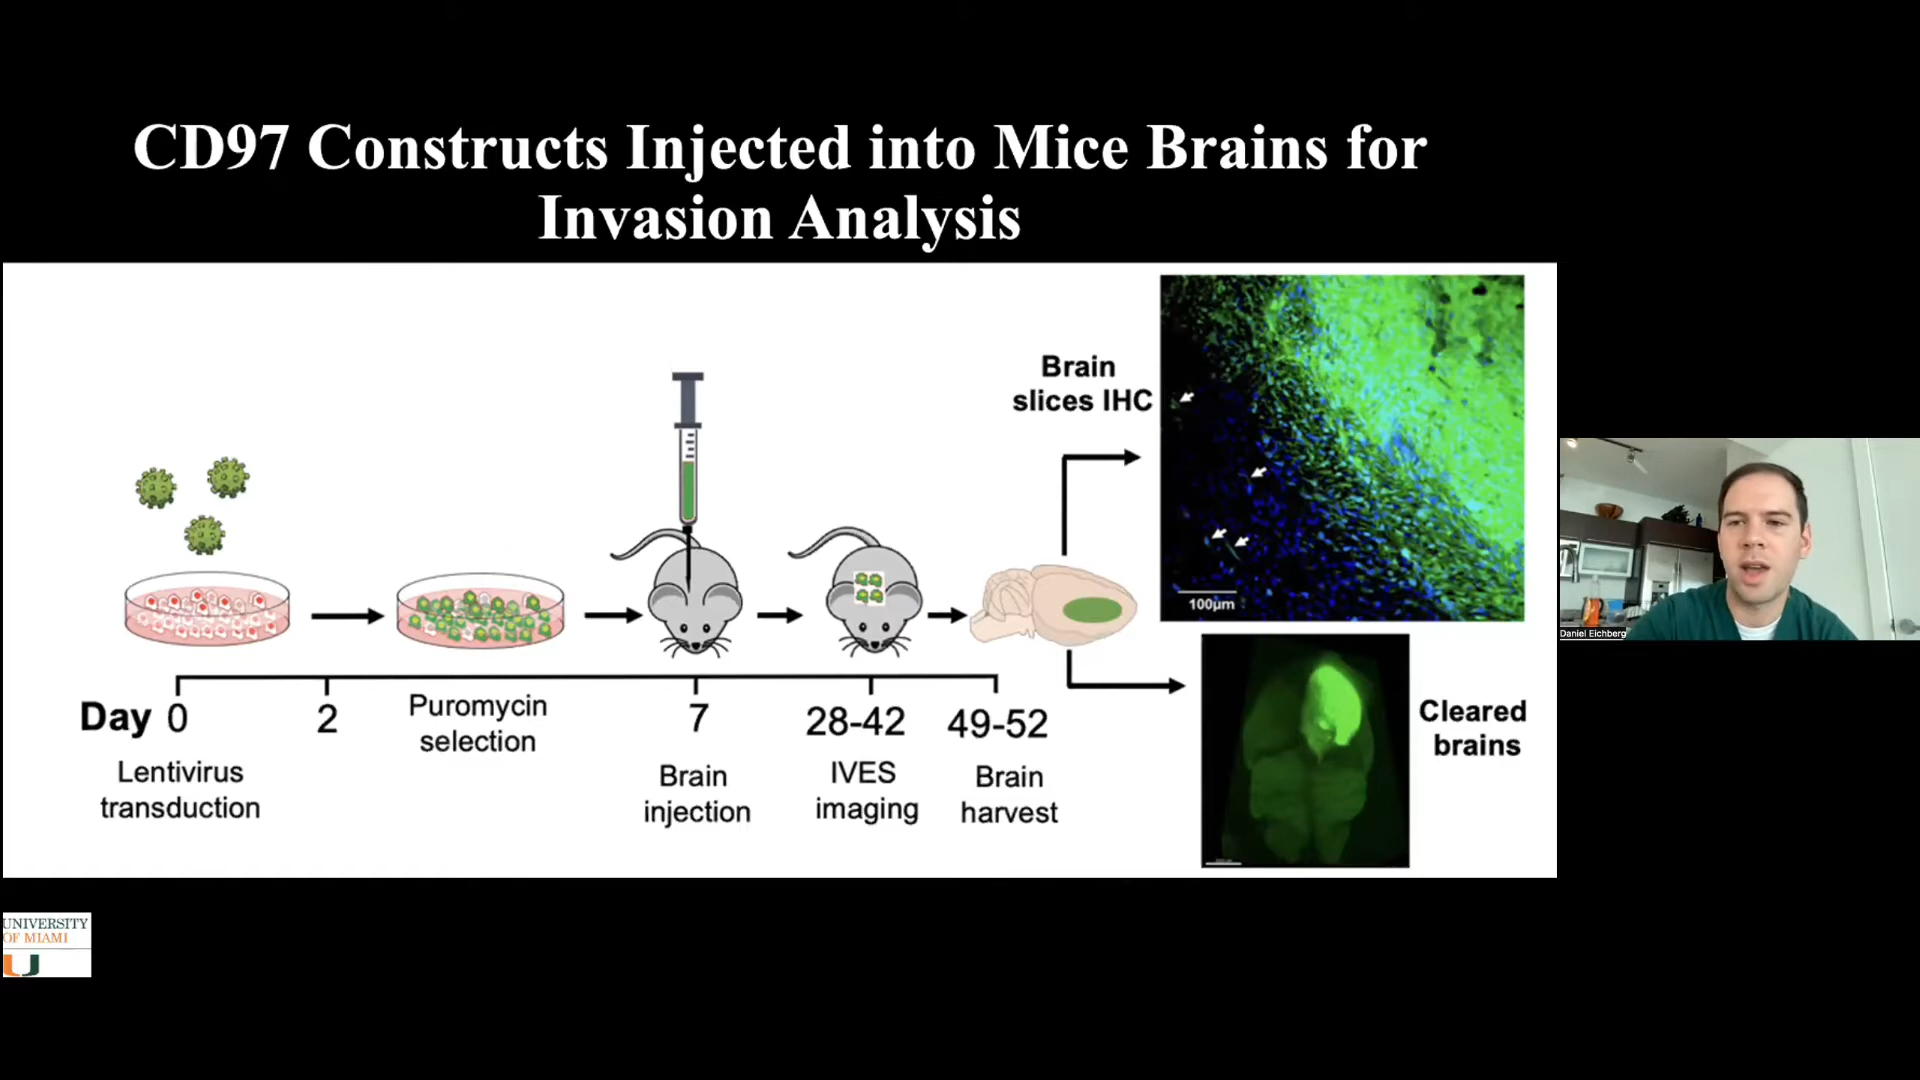 CD97 Constructs Injected into Mice Brains for
Invasion Analysis
Brain
slices IHC
100µm
Daniel Eichberg
Day 0
2
Puromycin
selection
7
28-42
49-52
Lentivirus
transduction
Brain
injection
IVES
imaging
Brain
harvest
Cleared
brains
UNIVERSITY
OF MIAMI